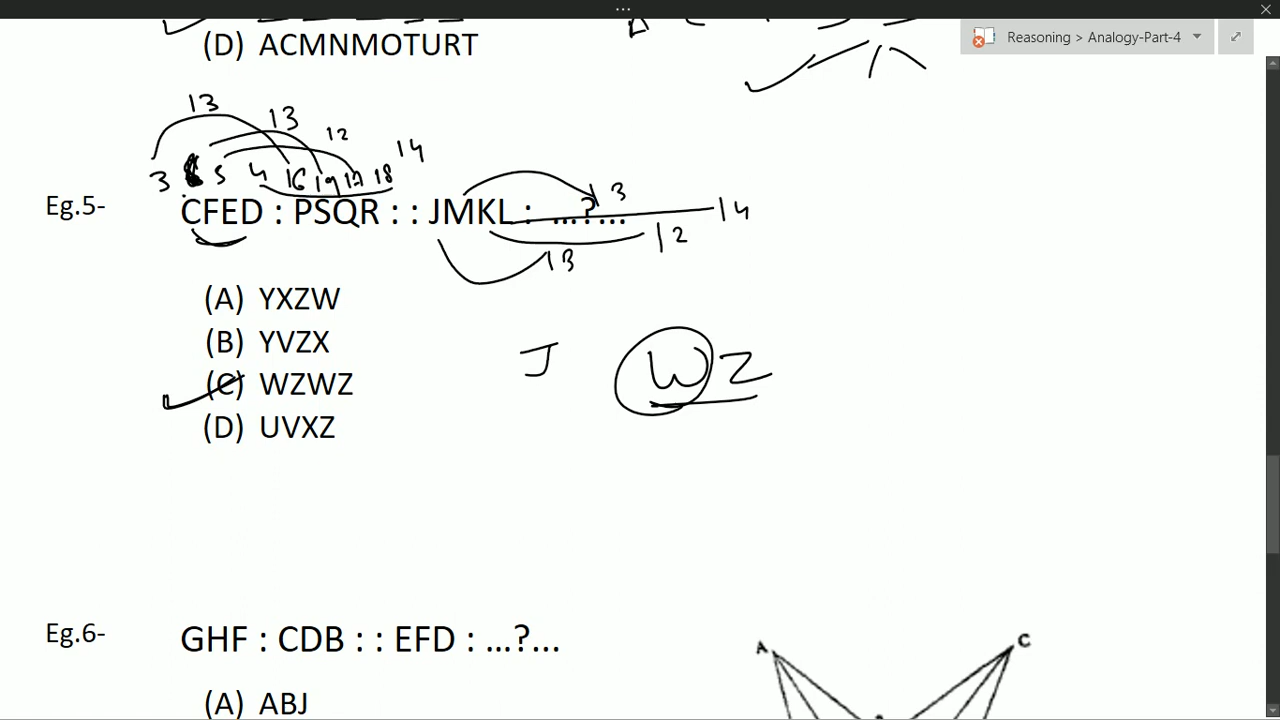 Reasoning > Analogy-Part-4
(D) ACMNMOTURT
13
13
12
14
3 5 4 16 19 17 18
Eg.5- CFED : PSQR : : JMKL : ...?...
13
14
12
13
(A) YXZW
(B) YVZX
J WZ
(C) WZWZ
(D) UVXZ
Eg.6- GHF : CDB : : EFD : ...?...
A C
(A) ABJ